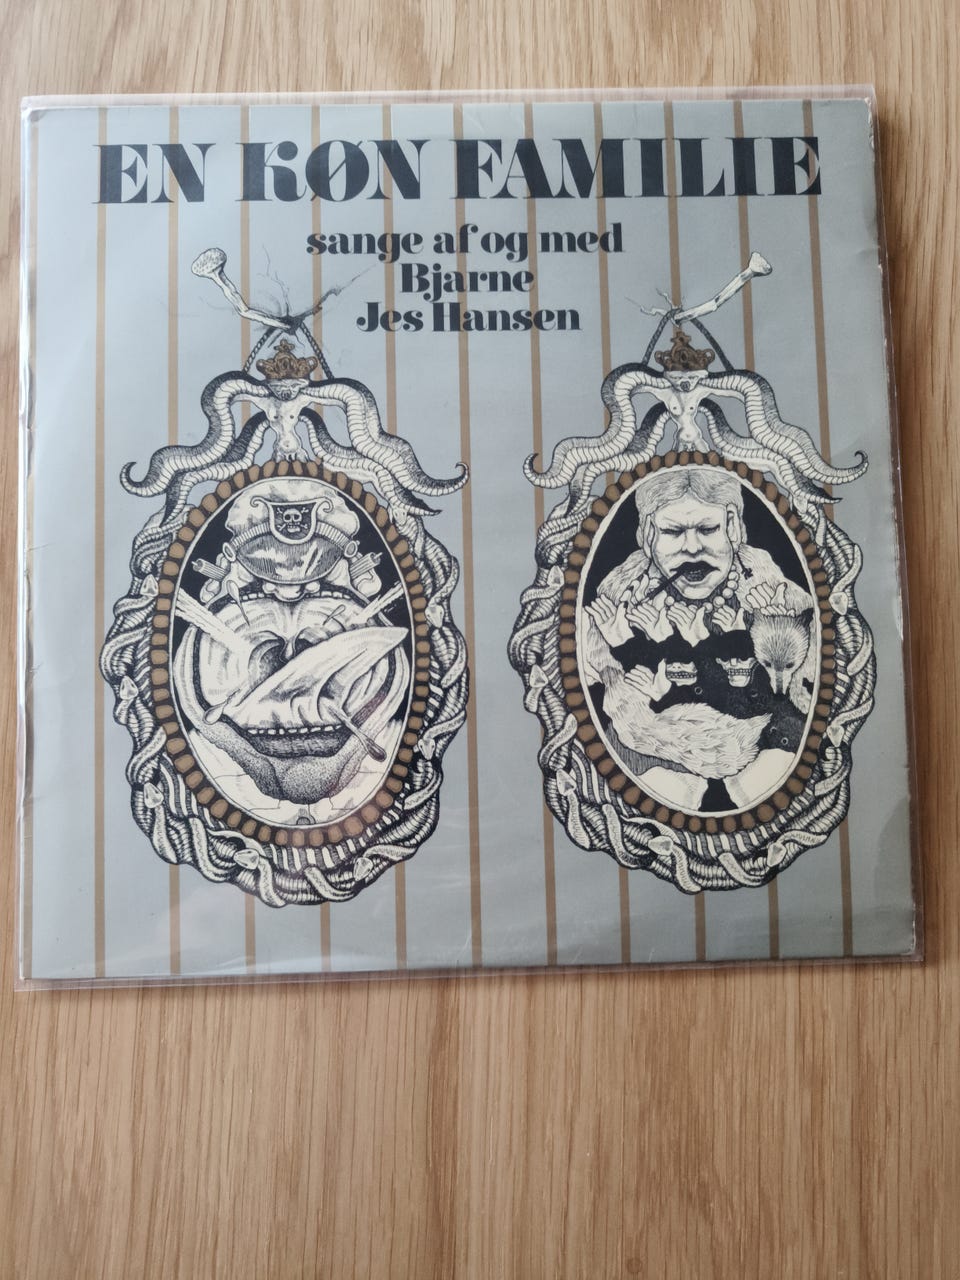 EN KØN FAMILIE
sange af og med
Bjarne
Jes Hansen